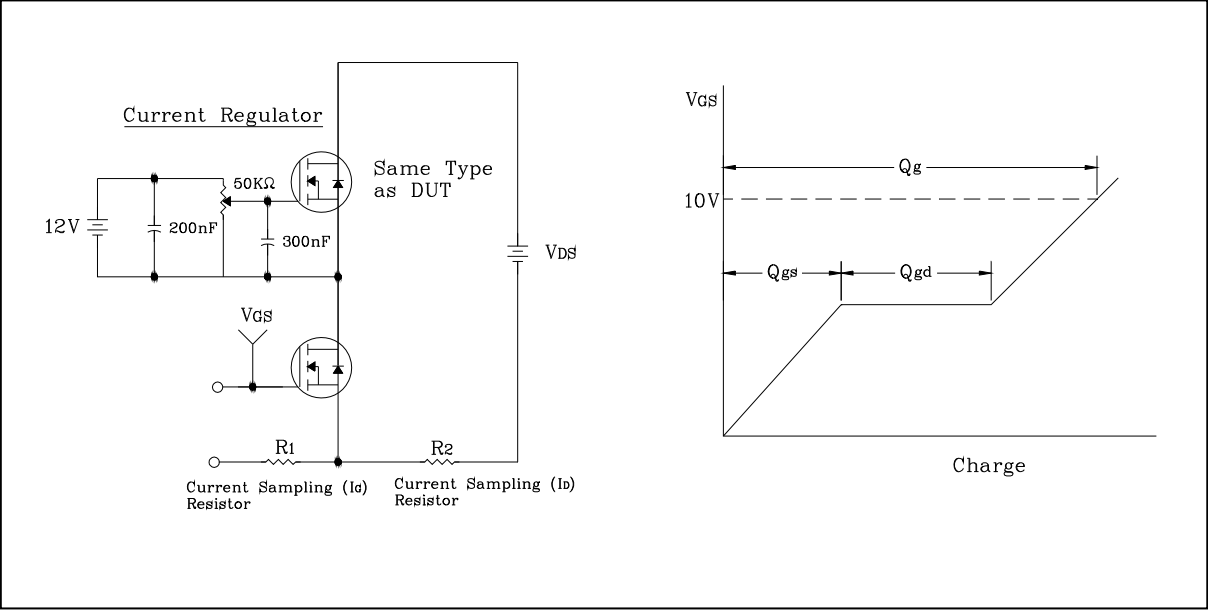 Current Regulator
Same Type
as DUT
50KΩ
12V
200nF
300nF
VDS
VGS
R1
R2
Current Sampling (IG)
Resistor
Current Sampling (ID)
Resistor
VGS
Qg
10V
Qgs
Qgd
Charge